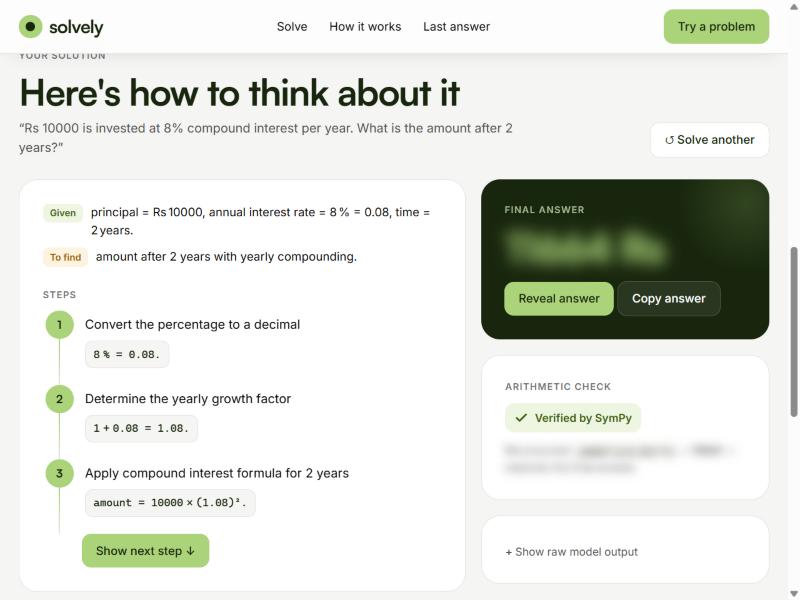 solvely
Solve How it works Last answer
Try a problem
YOUR SOLUTION
Here's how to think about it
“Rs 10000 is invested at 8% compound interest per year. What is the amount after 2
years?”
↺ Solve another
Given principal = Rs 10000, annual interest rate = 8 % = 0.08, time =
2 years.
To find amount after 2 years with yearly compounding.
STEPS
1 Convert the percentage to a decimal
8 % = 0.08.
2 Determine the yearly growth factor
1 + 0.08 = 1.08.
3 Apply compound interest formula for 2 years
amount = 10000 × (1.08)².
Show next step ↓
FINAL ANSWER
Reveal answer Copy answer
ARITHMETIC CHECK
✓ Verified by SymPy
+ Show raw model output